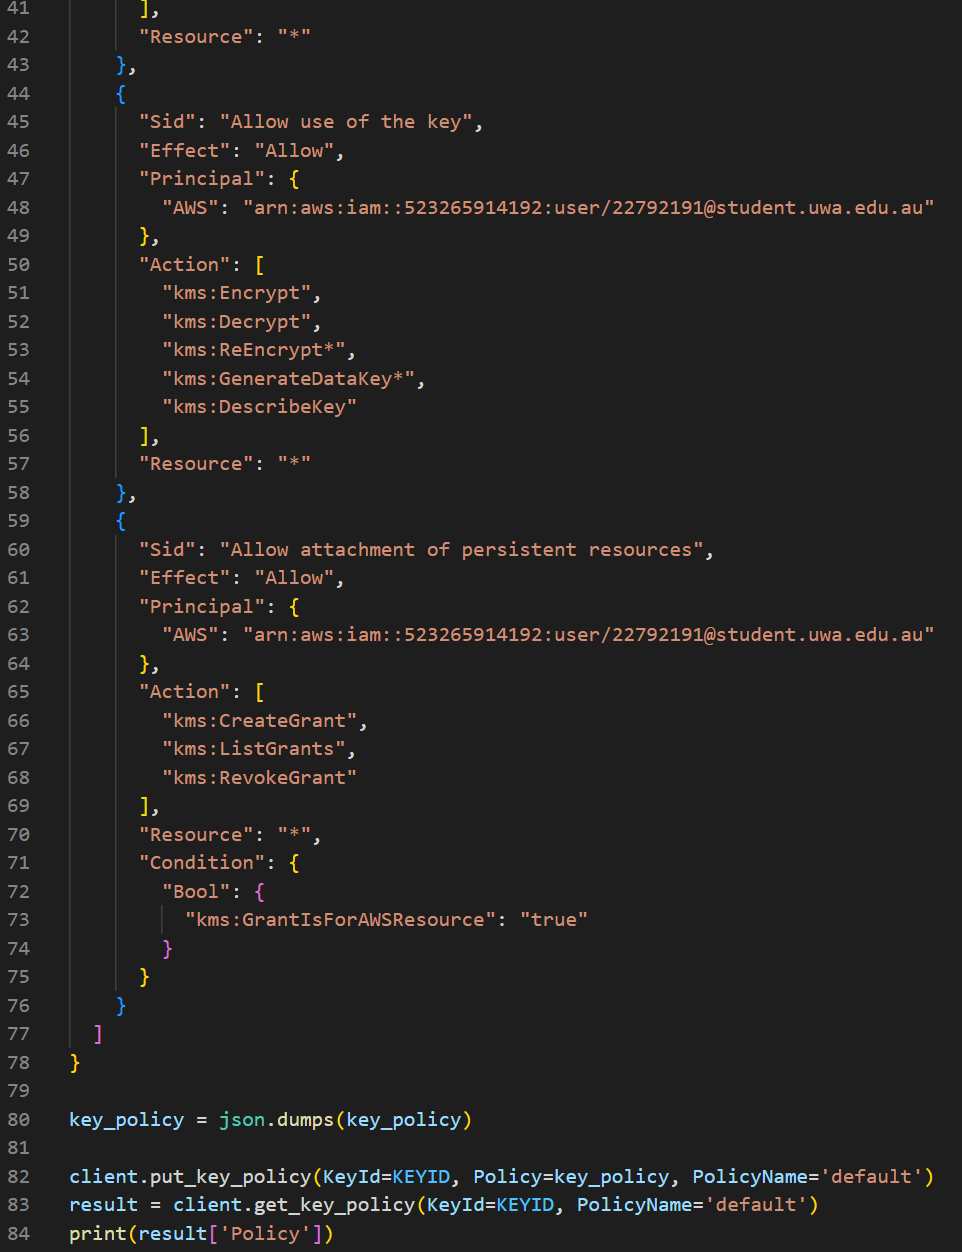 41 ],
42 "Resource": "*"
43 },
44 {
45 "Sid": "Allow use of the key",
46 "Effect": "Allow",
47 "Principal": {
48 "AWS": "arn:aws:iam::523265914192:user/22792191@student.uwa.edu.au"
49 },
50 "Action": [
51 "kms:Encrypt",
52 "kms:Decrypt",
53 "kms:ReEncrypt*",
54 "kms:GenerateDataKey*",
55 "kms:DescribeKey"
56 ],
57 "Resource": "*"
58 },
59 {
60 "Sid": "Allow attachment of persistent resources",
61 "Effect": "Allow",
62 "Principal": {
63 "AWS": "arn:aws:iam::523265914192:user/22792191@student.uwa.edu.au"
64 },
65 "Action": [
66 "kms:CreateGrant",
67 "kms:ListGrants",
68 "kms:RevokeGrant"
69 ],
70 "Resource": "*",
71 "Condition": {
72 "Bool": {
73 "kms:GrantIsForAWSResource": "true"
74 }
75 }
76 }
77 ]
78 }
79
80 key_policy = json.dumps(key_policy)
81
82 client.put_key_policy(KeyId=KEYID, Policy=key_policy, PolicyName='default')
83 result = client.get_key_policy(KeyId=KEYID, PolicyName='default')
84 print(result['Policy'])